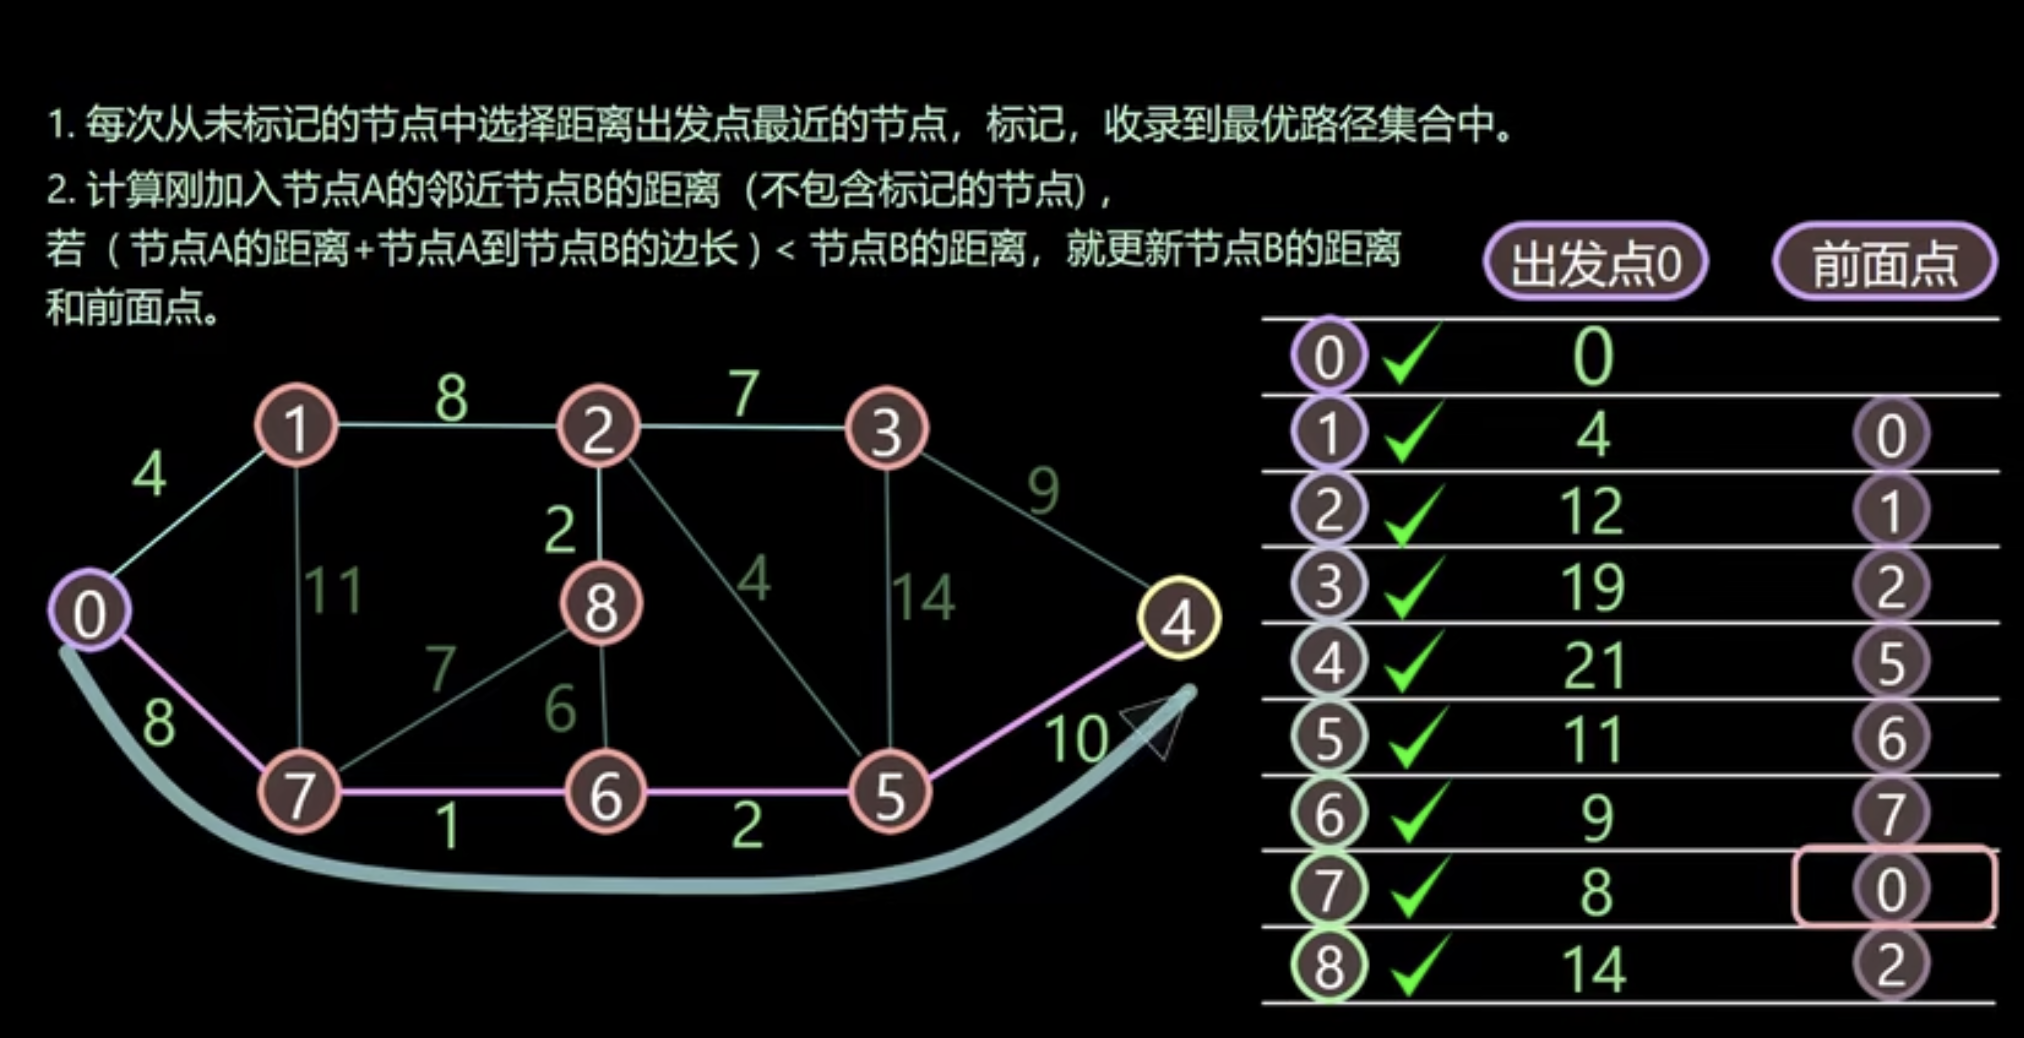 1. 每次从未标记的节点中选择距离出发点最近的节点，标记，收录到最优路径集合中。
2. 计算刚加入节点A的邻近节点B的距离（不包含标记的节点），
若（节点A的距离+节点A到节点B的边长）< 节点B的距离，就更新节点B的距离
和前面点。
出发点0 前面点
0 0
1 4 0
2 12 1
3 19 2
4 21 5
5 11 6
6 9 7
7 8 0
8 14 2
8 7
1 2 3
4 2 9
11 4 14
0 8 4
7 6
8 10
7 6 5
1 2